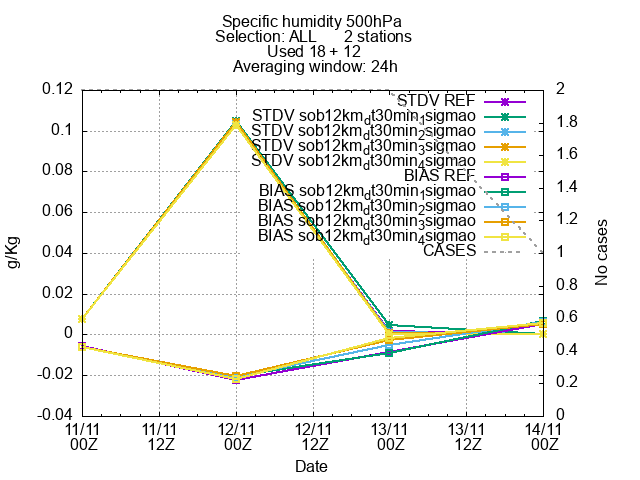 Specific humidity 500hPa
Selection: ALL 2 stations
Used 18 + 12
Averaging window: 24h
0.12
0.1
0.08
0.06
0.04
0.02
0
-0.02
-0.04
g/Kg
2
1.8
1.6
1.4
1.2
1
0.8
0.6
0.4
0.2
0
No cases
STDV REF
STDV sob12km_dt30min_1sigmao
STDV sob12km_dt30min_2sigmao
STDV sob12km_dt30min_3sigmao
STDV sob12km_dt30min_4sigmao
BIAS REF
BIAS sob12km_dt30min_1sigmao
BIAS sob12km_dt30min_2sigmao
BIAS sob12km_dt30min_3sigmao
BIAS sob12km_dt30min_4sigmao
CASES
11/11 11/11 12/11 12/11 13/11 13/11 14/11
00Z 12Z 00Z 12Z 00Z 12Z 00Z
Date